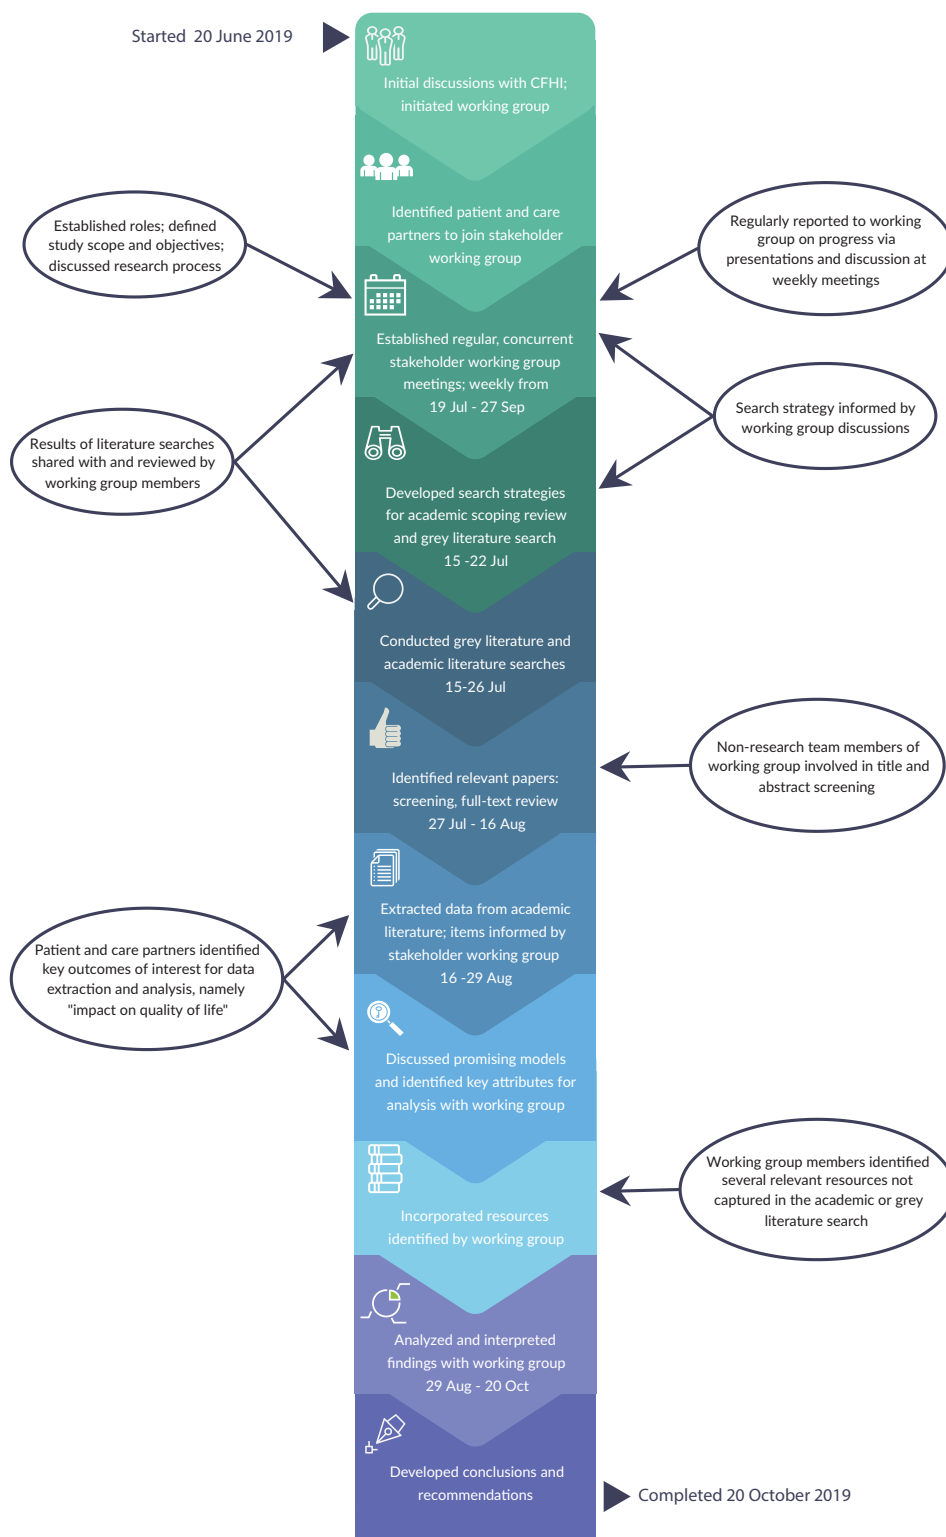 Started 20 June 2019
Initial discussions with CFHI;
initiated working group
Identified patient and care
partners to join stakeholder
working group
Established roles; defined
study scope and objectives;
discussed research process
Regularly reported to working
group on progress via
presentations and discussion at
weekly meetings
Established regular, concurrent
stakeholder working group
meetings; weekly from
19 Jul - 27 Sep
Search strategy informed by
working group discussions
Results of literature searches
shared with and reviewed by
working group members
Developed search strategies
for academic scoping review
and grey literature search
15 -22 Jul
Conducted grey literature and
academic literature searches
15-26 Jul
Identified relevant papers:
screening, full-text review
27 Jul - 16 Aug
Non-research team members of
working group involved in title and
abstract screening
Extracted data from academic
literature; items informed by
stakeholder working group
16 -29 Aug
Patient and care partners identified
key outcomes of interest for data
extraction and analysis, namely
"impact on quality of life"
Discussed promising models
and identified key attributes for
analysis with working group
Working group members identified
several relevant resources not
captured in the academic or grey
literature search
Incorporated resources
identified by working group
Analyzed and interpreted
findings with working group
29 Aug - 20 Oct
Developed conclusions and
recommendations
Completed 20 October 2019